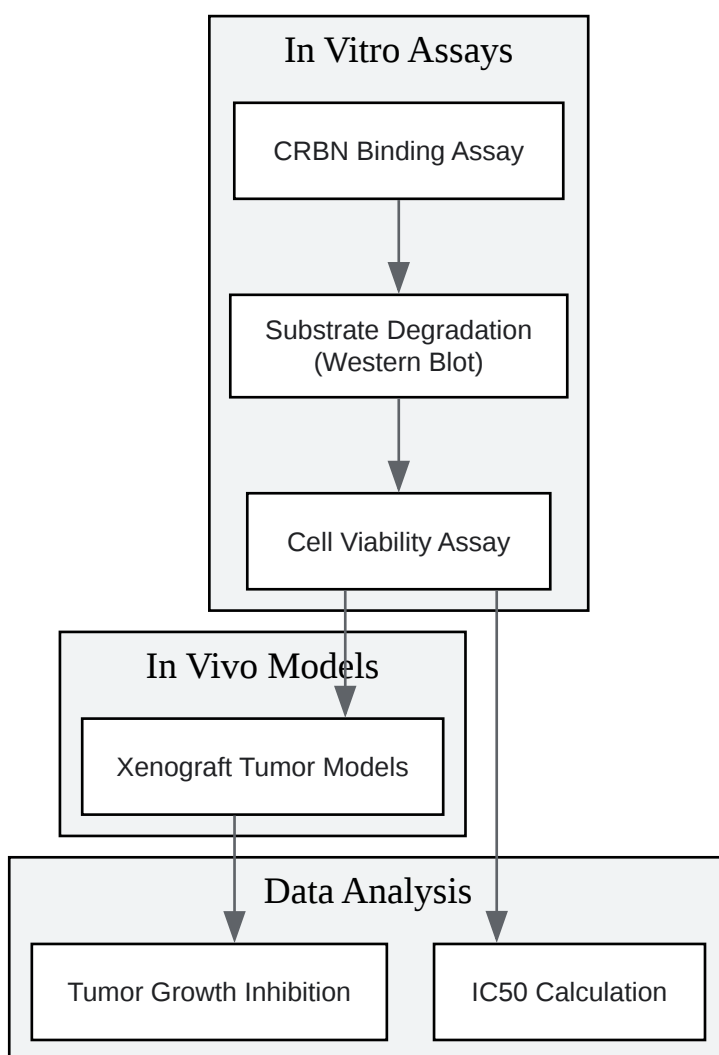 In Vitro Assays
CRBN Binding Assay
Substrate Degradation
(Western Blot)
Cell Viability Assay
In Vivo Models
Xenograft Tumor Models
Data Analysis
Tumor Growth Inhibition
IC50 Calculation